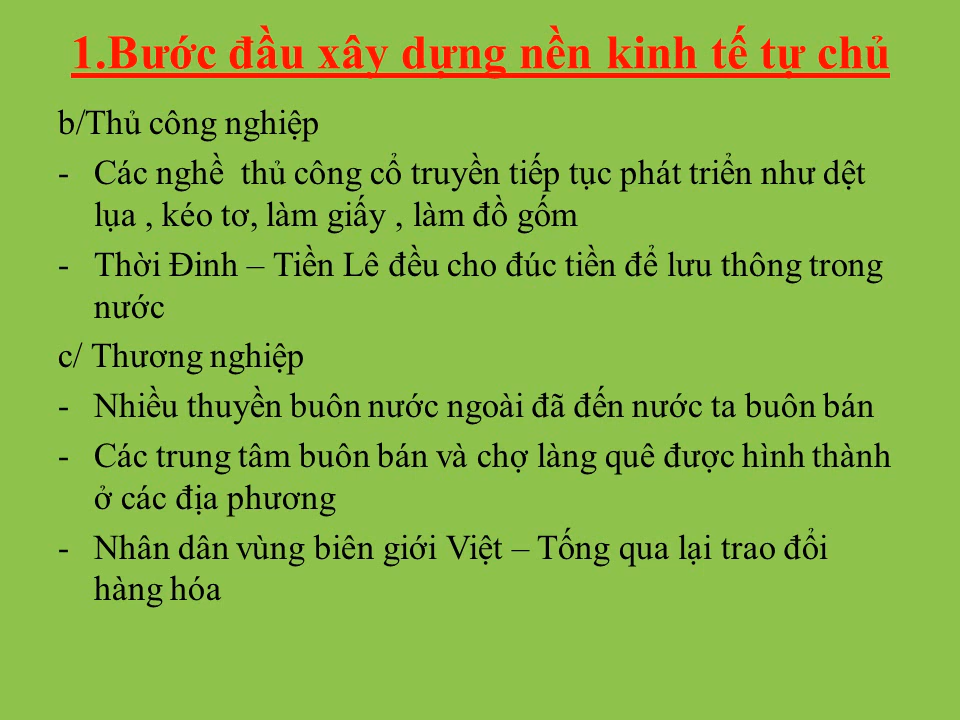 1.Bước đầu xây dựng nền kinh tế tự chủ
b/Thủ công nghiệp
- Các nghề thủ công cổ truyền tiếp tục phát triển như dệt
lụa , kéo tơ, làm giấy , làm đồ gốm
- Thời Đinh – Tiền Lê đều cho đúc tiền để lưu thông trong
nước
c/ Thương nghiệp
- Nhiều thuyền buôn nước ngoài đã đến nước ta buôn bán
- Các trung tâm buôn bán và chợ làng quê được hình thành
ở các địa phương
- Nhân dân vùng biên giới Việt – Tống qua lại trao đổi
hàng hóa